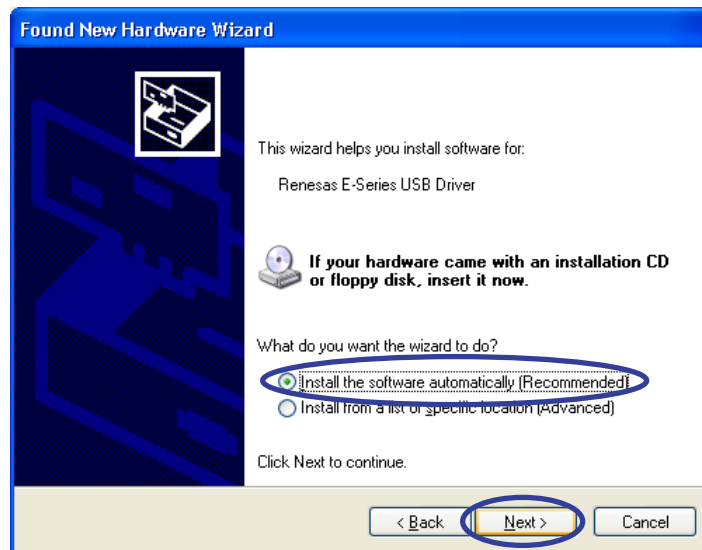 Found New Hardware Wizard
This wizard helps you install software for:
Renesas E-Series USB Driver
If your hardware came with an installation CD
or floppy disk, insert it now.
What do you want the wizard to do?
Install the software automatically (Recommended)
Install from a list or specific location (Advanced)
Click Next to continue.
< Back Next > Cancel